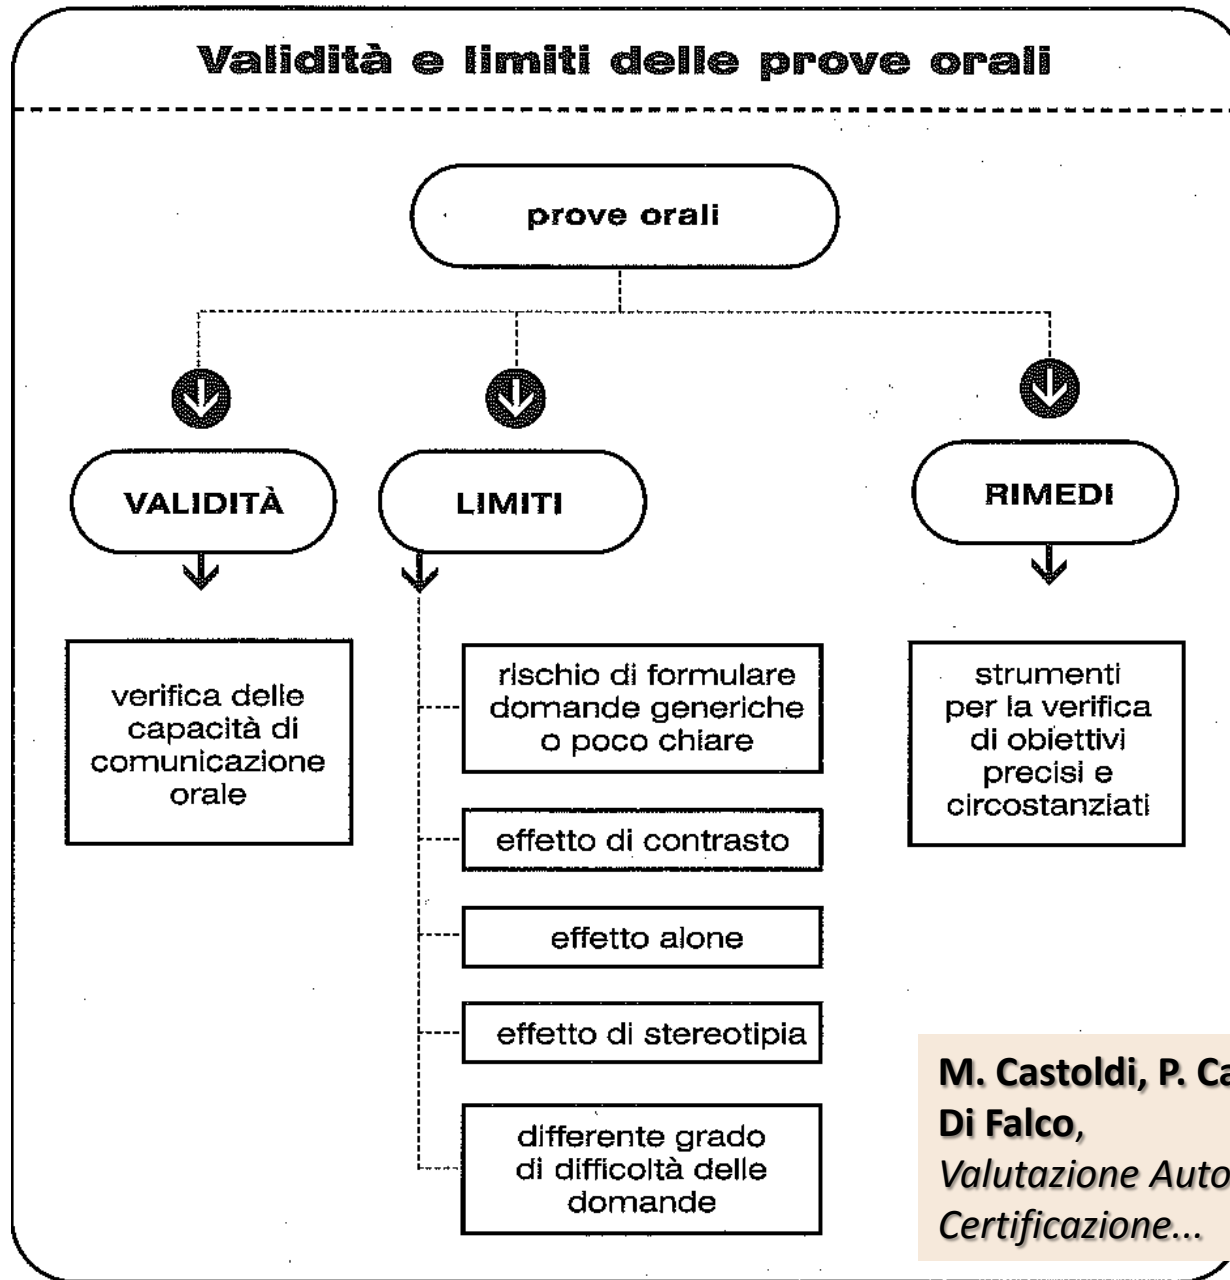 Validità e limiti delle prove orali
prove orali
VALIDITÀ
LIMITI
RIMEDI
verifica delle
capacità di
comunicazione
orale
rischio di formulare
domande generiche
o poco chiare
effetto di contrasto
effetto alone
effetto di stereotipia
differente grado
di difficoltà delle
domande
strumenti
per la verifica
di obiettivi
precisi e
circostanziati
M. Castoldi, P.
Di Falco,
Valutazione
Certificazione...